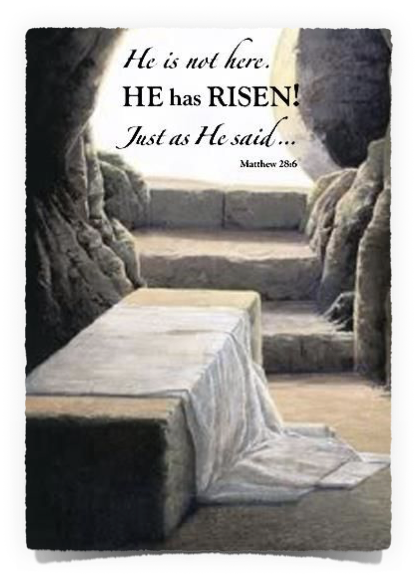 He is not here.
HE has RISEN!
Just as He said...
Matthew 28:6